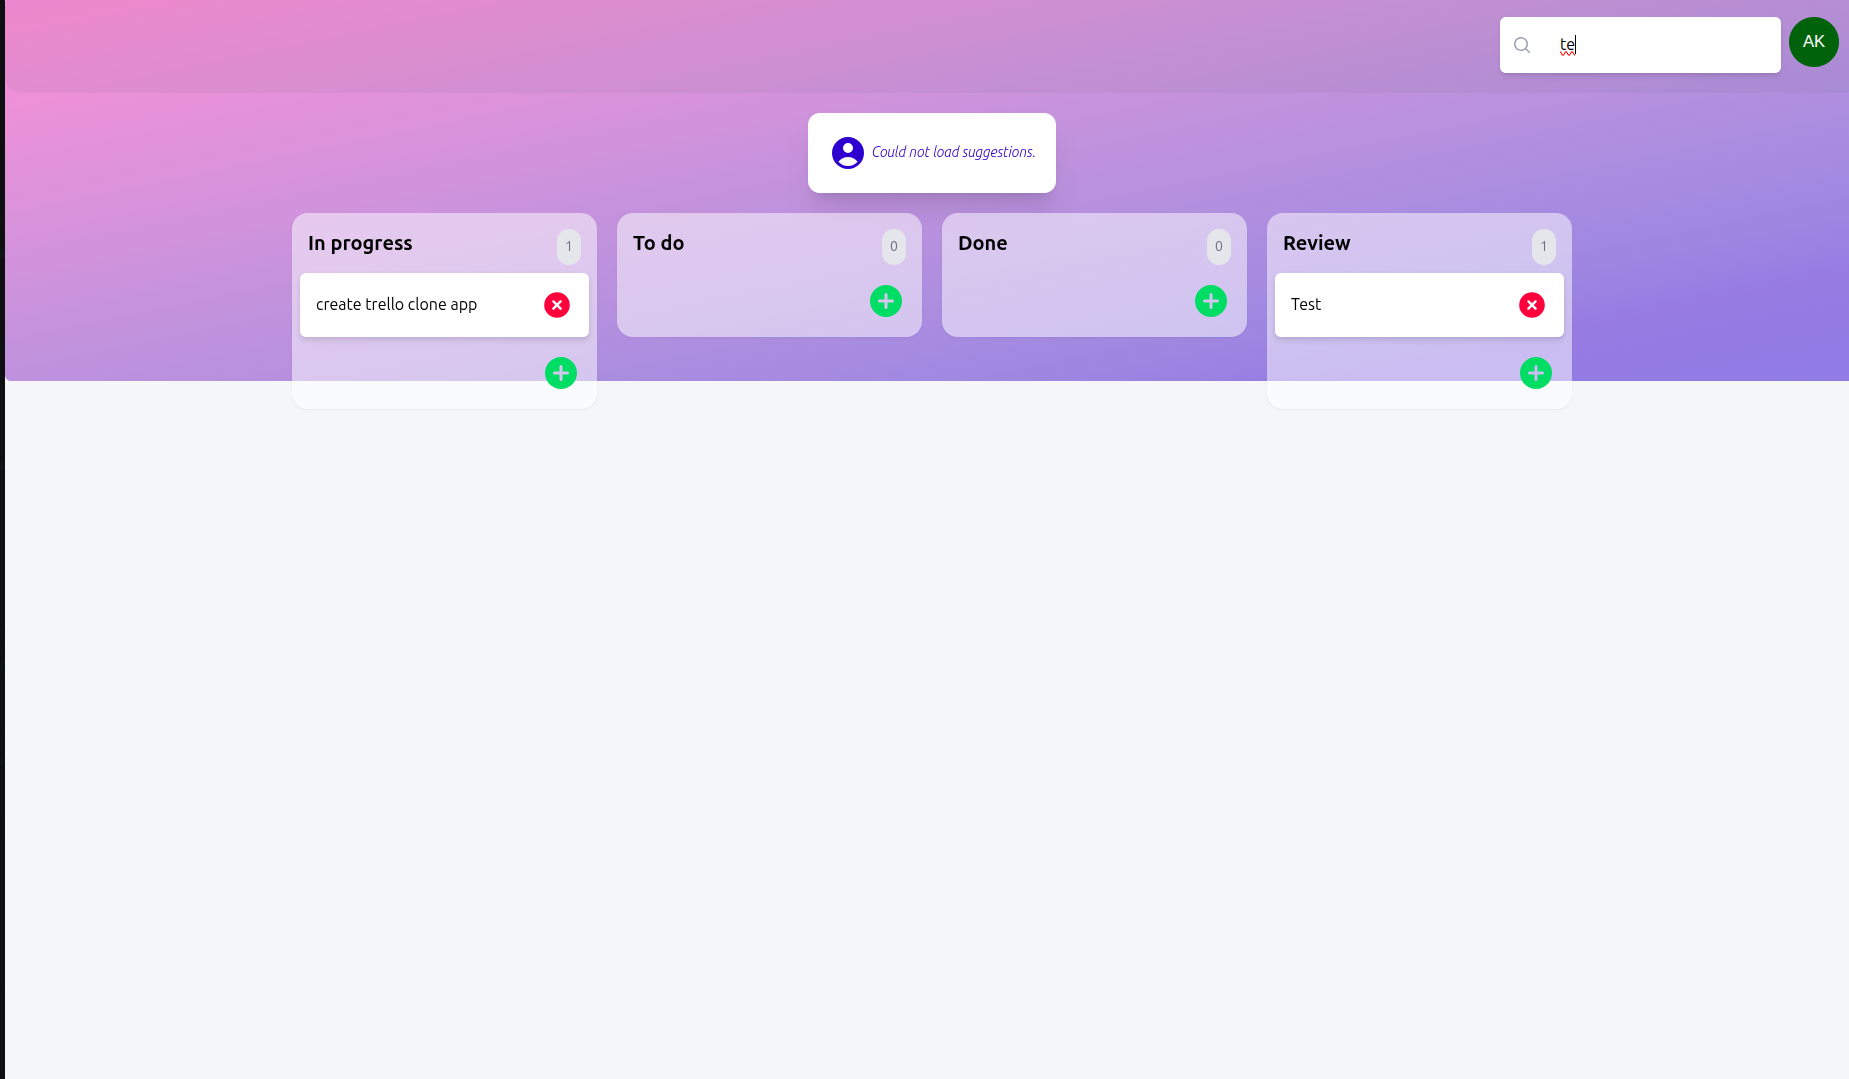 te
AK
Could not load suggestions.
In progress
1
create trello clone app
To do
0
Done
0
Review
1
Test